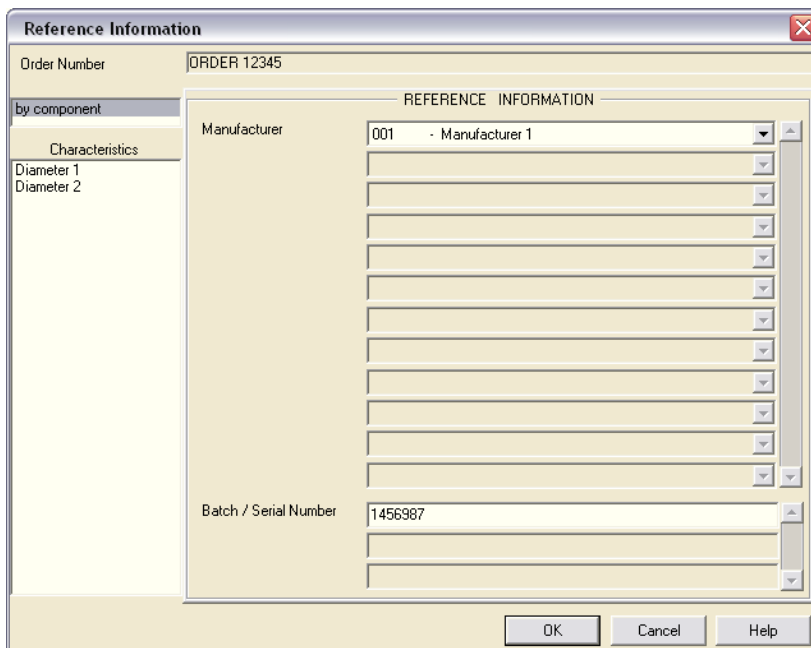 Reference Information
Order Number
ORDER 12345
by component
REFERENCE INFORMATION
Characteristics
Diameter 1
Diameter 2
Manufacturer
001 - Manufacturer 1
Batch / Serial Number
1456987
OK
Cancel
Help